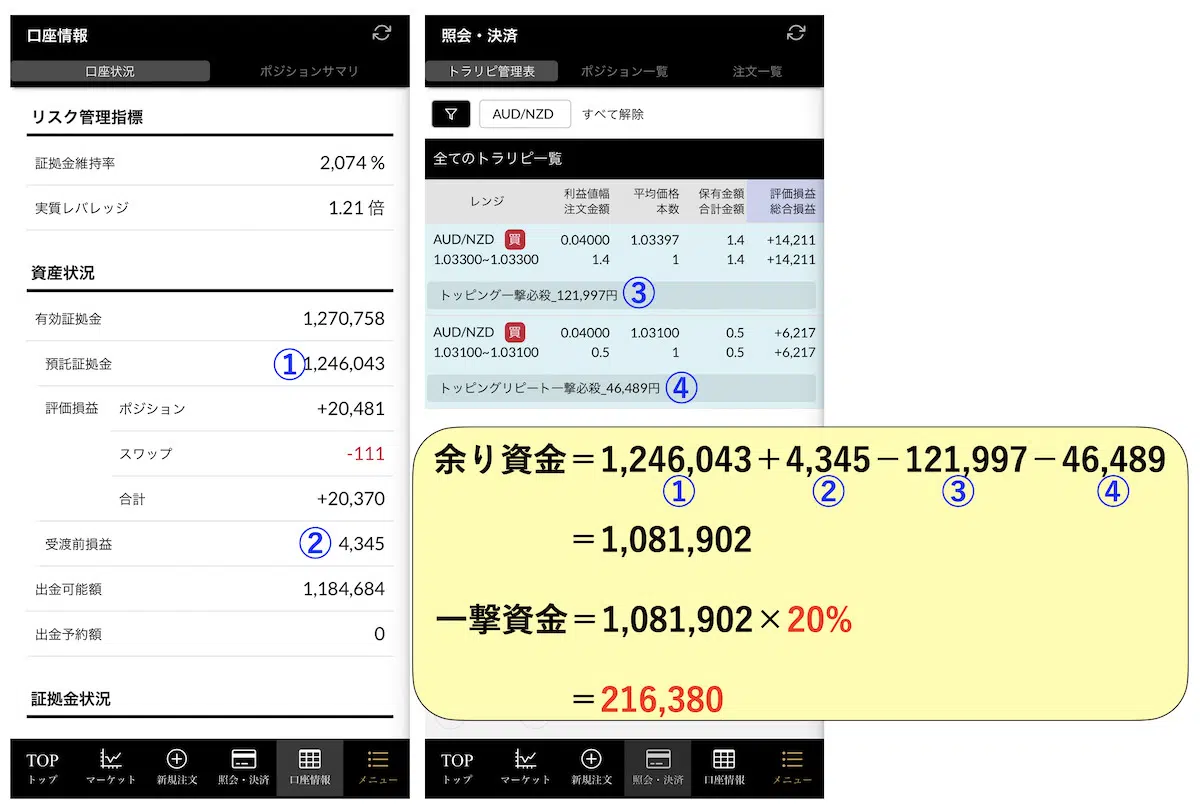 口座情報
口座状況 ポジションサマリ
リスク管理指標
証拠金維持率 2,074 %
実質レバレッジ 1.21 倍
資産状況
有効証拠金 1,270,758
預託証拠金 ①1,246,043
評価損益 ポジション +20,481
スワップ -111
合計 +20,370
受渡前損益 ② 4,345
出金可能額 1,184,684
出金予約額 0
証拠金状況
TOP
トップ マーケット 新規注文 照会・決済 口座情報 メニュー
照会・決済
トラリピ管理表 ポジション一覧 注文一覧
AUD/NZD すべて解除
全てのトラリピ一覧
レンジ 利益値幅 平均価格 保有金額 評価損益
注文金額 本数 合計金額 総合損益
AUD/NZD 買 0.04000 1.03397 1.4 +14,211
1.03300~1.03300 1.4 1 1.4 +14,211
トッピング一撃必殺_121,997円 ③
AUD/NZD 買 0.04000 1.03100 0.5 +6,217
1.03100~1.03100 0.5 1 0.5 +6,217
トッピングリピート一撃必殺_46,489円 ④
余り資金＝1,246,043＋4,345－121,997－46,489
① ② ③ ④
＝1,081,902
一撃資金＝1,081,902×20%
＝216,380
TOP
トップ マーケット 新規注文 照会・決済 口座情報 メニュー